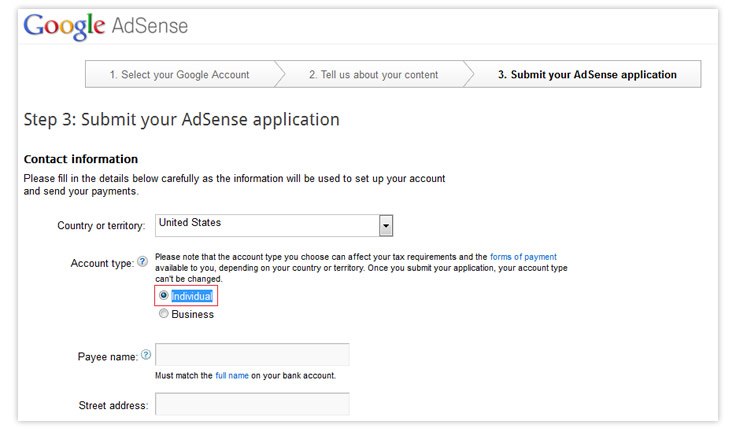 Google AdSense
1. Select your Google Account
2. Tell us about your content
3. Submit your AdSense application
Step 3: Submit your AdSense application
Contact information
Please fill in the details below carefully as the information will be used to set up your account
and send your payments.
Country or territory: United States
Account type: ? Please note that the account type you choose can affect your tax requirements and the forms of payment
available to you, depending on your country or territory. Once you submit your application, your account type
can't be changed.
Individual
Business
Payee name: ?
Must match the full name on your bank account.
Street address: